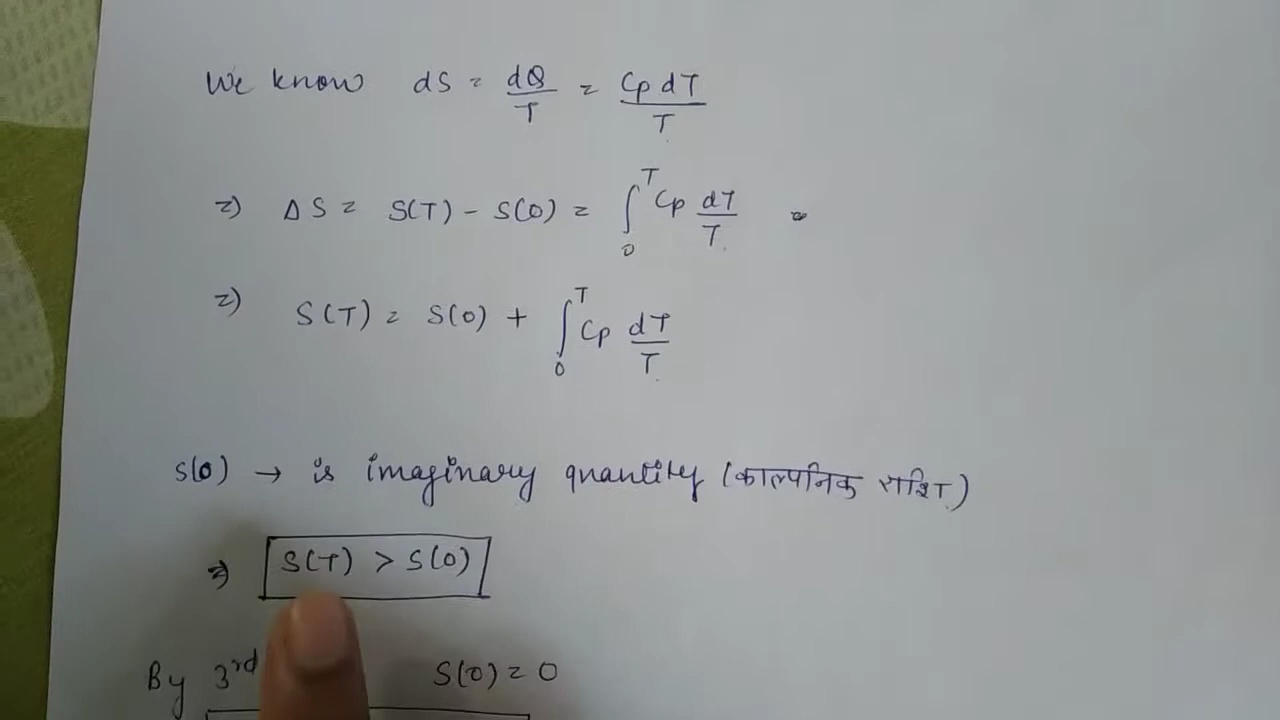 We know dS = dQ/T = Cp dT/T
=) ΔS = S(T) - S(0) = ∫₀ᵀ Cp dT/T
=) S(T) = S(0) + ∫₀ᵀ Cp dT/T
S(0) → is imaginary quantity (काल्पनिक राशि)
⇒ S(T) > S(0)
By 3rd S(0) = 0